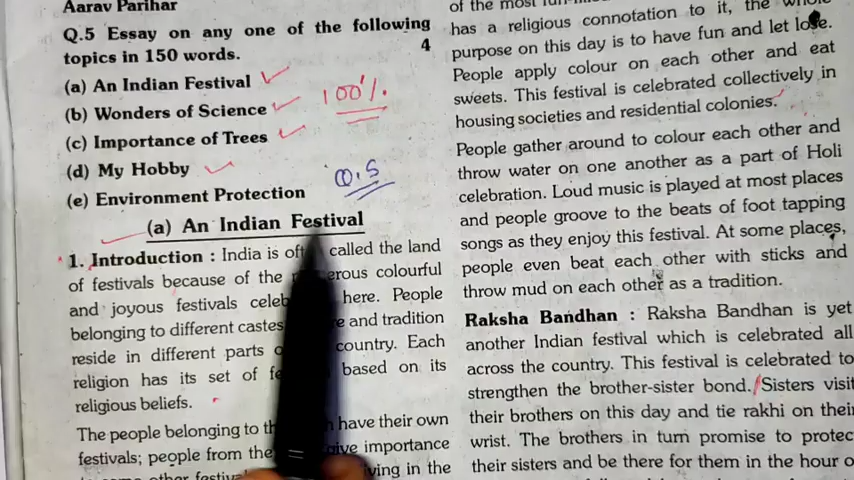 Aarav Parihar
Q.5 Essay on any one of the following
topics in 150 words. 4
(a) An Indian Festival
(b) Wonders of Science
100%.
(c) Importance of Trees
(d) My Hobby
Q.5
(e) Environment Protection
(a) An Indian Festival
1. Introduction : India is called the land
of festivals because of the colourful
and joyous festivals here. People
belonging to different castes and tradition
reside in different parts country. Each
religion has its set of based on its
religious beliefs.
The people belonging to have their own
festivals; people from the give importance
other in the
of the most
has a religious connotation to it, the whole
purpose on this day is to have fun and let lose.
People apply colour on each other and eat
sweets. This festival is celebrated collectively in
housing societies and residential colonies.
People gather around to colour each other and
throw water on one another as a part of Holi
celebration. Loud music is played at most places
and people groove to the beats of foot tapping
songs as they enjoy this festival. At some places,
people even beat each other with sticks and
throw mud on each other as a tradition.
Raksha Bandhan : Raksha Bandhan is yet
another Indian festival which is celebrated all
across the country. This festival is celebrated to
strengthen the brother-sister bond. Sisters visit
their brothers on this day and tie rakhi on their
wrist. The brothers in turn promise to protec
their sisters and be there for them in the hour o